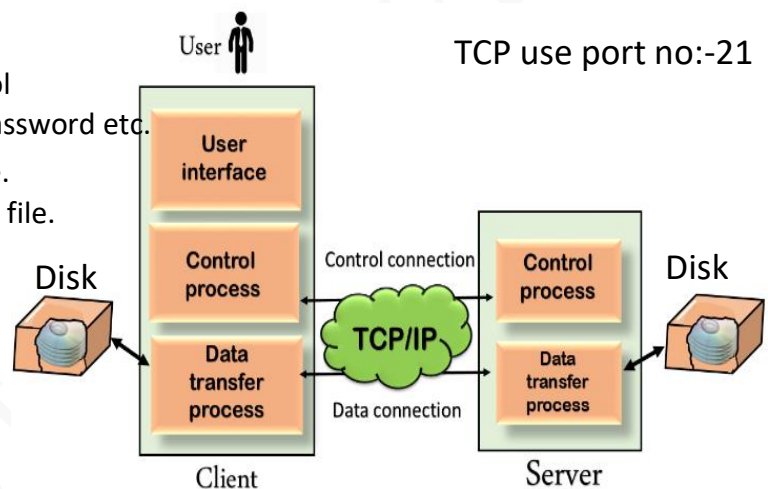 User
TCP use port no:-21
ol
assword etc.
.
file.
User
interface
Control
process
Data
transfer
process
Client
Disk
Control connection
TCP/IP
Data connection
Control
process
Data
transfer
process
Server
Disk